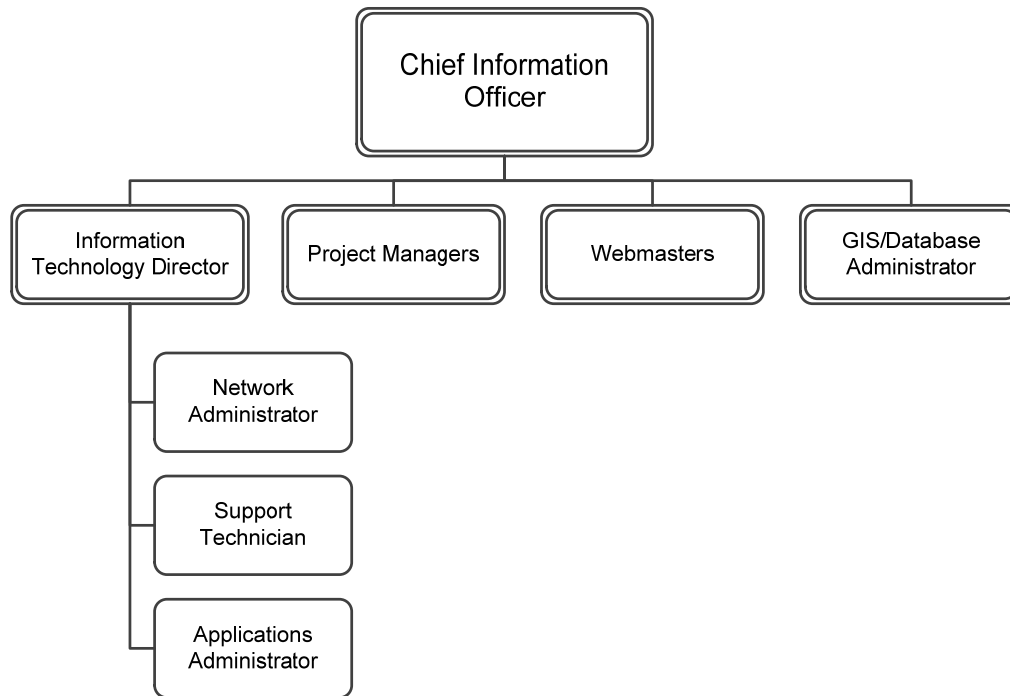 Chief Information
Officer
Information
Technology Director
Project Managers
Webmasters
GIS/Database
Administrator
Network
Administrator
Support
Technician
Applications
Administrator